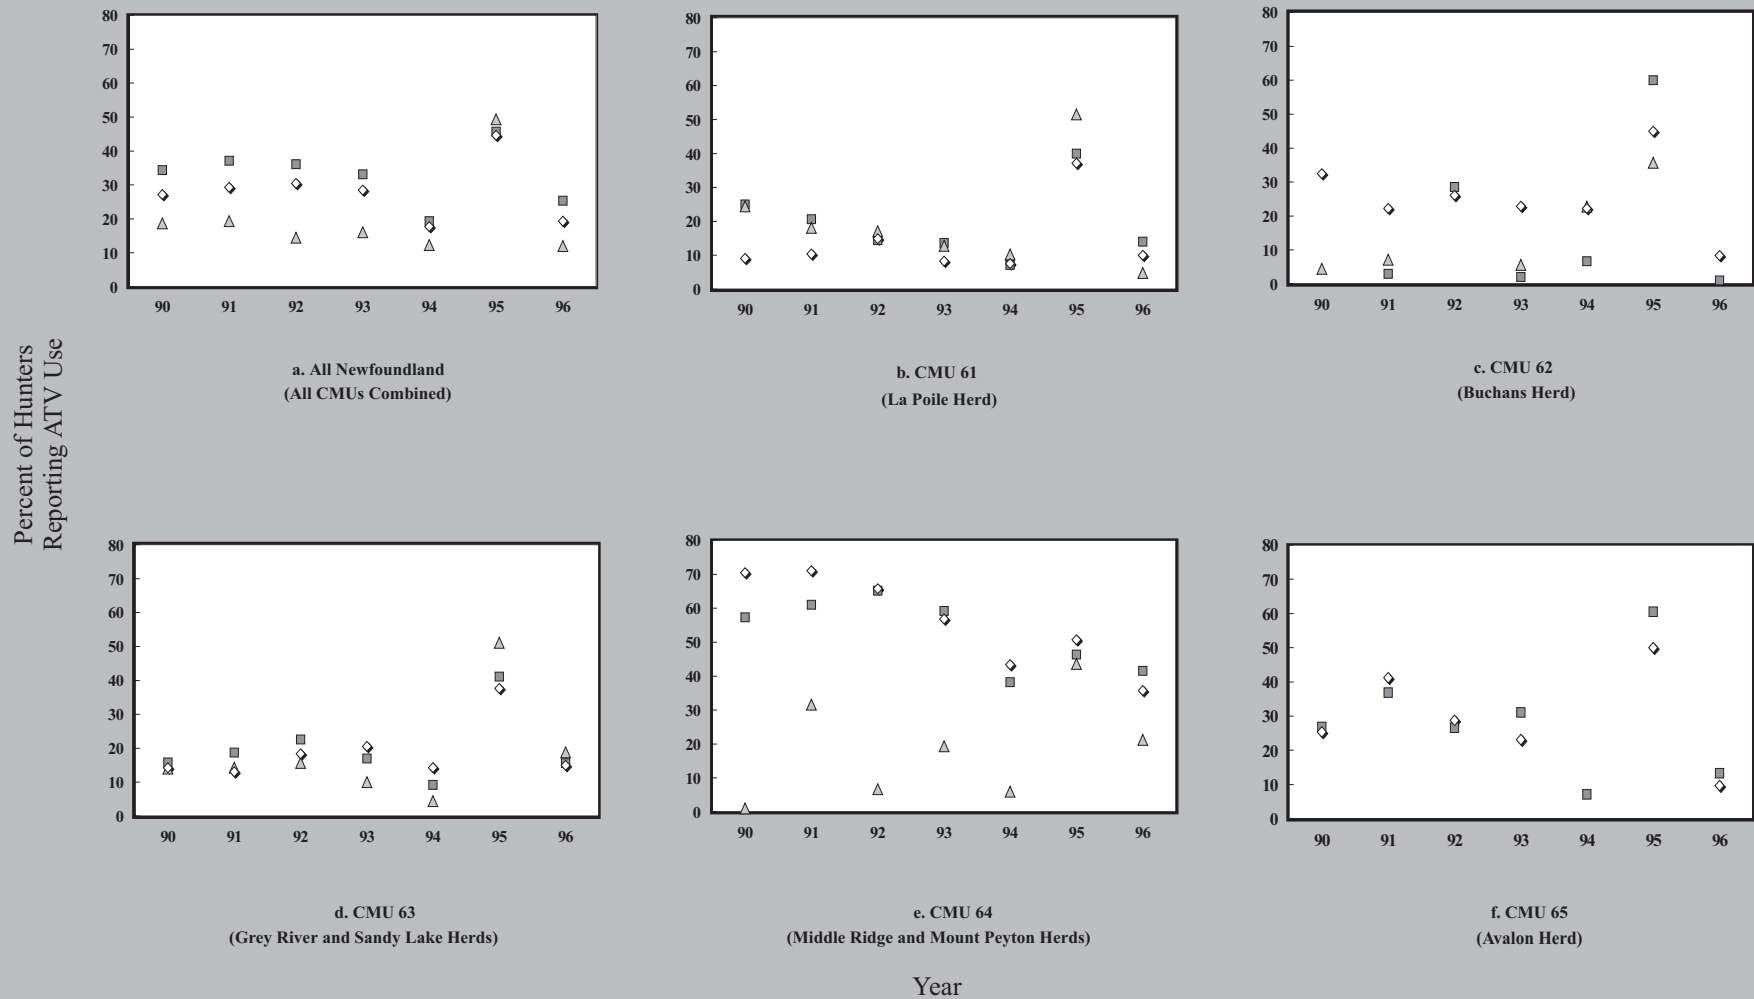 80
70
60
50
40
30
20
10
0
90 91 92 93 94 95 96
a. All Newfoundland
(All CMUs Combined)
80
70
60
50
40
30
20
10
0
90 91 92 93 94 95 96
b. CMU 61
(La Poile Herd)
80
70
60
50
40
30
20
10
0
90 91 92 93 94 95 96
c. CMU 62
(Buchans Herd)
Percent of Hunters
Reporting ATV Use
80
70
60
50
40
30
20
10
0
90 91 92 93 94 95 96
d. CMU 63
(Grey River and Sandy Lake Herds)
80
70
60
50
40
30
20
10
0
90 91 92 93 94 95 96
e. CMU 64
(Middle Ridge and Mount Peyton Herds)
80
70
60
50
40
30
20
10
0
90 91 92 93 94 95 96
f. CMU 65
(Avalon Herd)
Year